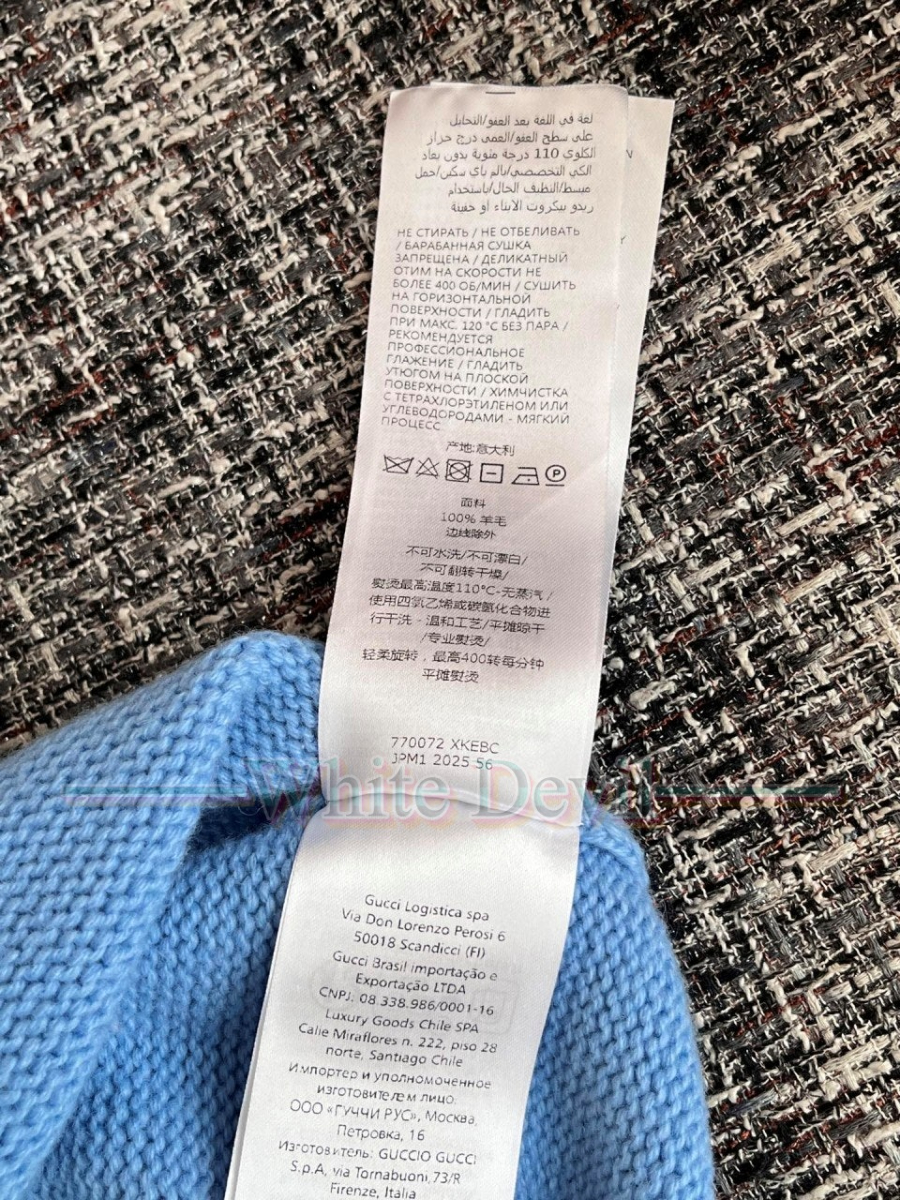 لغة في اللغة بعد العفو/التحايل
على سطح العفو/العمى درج حرار
الكلوي 110 درجة مئوية بدون بعاد
الكي التخصصي/بالم باي سكين/حمل
مبسط/التظيف الحال/باستخدام
ريدو بيكروت الابناء او حفينة
НЕ СТИРАТЬ / НЕ ОТБЕЛИВАТЬ
/ БАРАБАННАЯ СУШКА
ЗАПРЕЩЕНА / ДЕЛИКАТНЫЙ
ОТИМ НА СКОРОСТИ НЕ
БОЛЕЕ 400 ОБ/МИН / СУШИТЬ
НА ГОРИЗОНТАЛЬНОЙ
ПОВЕРХНОСТИ / ГЛАДИТЬ
ПРИ МАКС. 120 °C БЕЗ ПАРА /
РЕКОМЕНДУЕТСЯ
ПРОФЕССИОНАЛЬНОЕ
ГЛАЖЕНИЕ / ГЛАДИТЬ
УТЮГОМ НА ПЛОСКОЙ
ПОВЕРХНОСТИ / ХИМЧИСТКА
С ТЕТРАХЛОРЭТИЛЕНОМ ИЛИ
УГЛЕВОДОРОДАМИ - МЯГКИЙ
ПРОЦЕСС
产地:意大利
P
面料
100% 羊毛
边线除外
不可水洗/不可漂白/
不可翻转干燥/
熨烫最高温度110°C-无蒸汽 /
使用四氯乙烯或碳氢化合物进
行干洗 - 温和工艺/平摊晾干
/专业熨烫/
轻柔旋转，最高400转每分钟
平摊熨烫
770072 XKEBC
JPM1 2025 56
White Devil
Gucci Logistica spa
Via Don Lorenzo Perosi 6
50018 Scandicci (FI)
Gucci Brasil importação e
Exportação LTDA
CNPJ: 08.338.986/0001-16
Luxury Goods Chile SPA
Calle Miraflores n. 222, piso 28
norte, Santiago Chile
Импортер и уполномоченное
изготовителем лицо:
ООО «ГУЧЧИ РУС», Москва,
Петровка, 16
Изготовитель: GUCCIO GUCCI
S.p.A, via Tornabuoni 73/R
Firenze, Italia